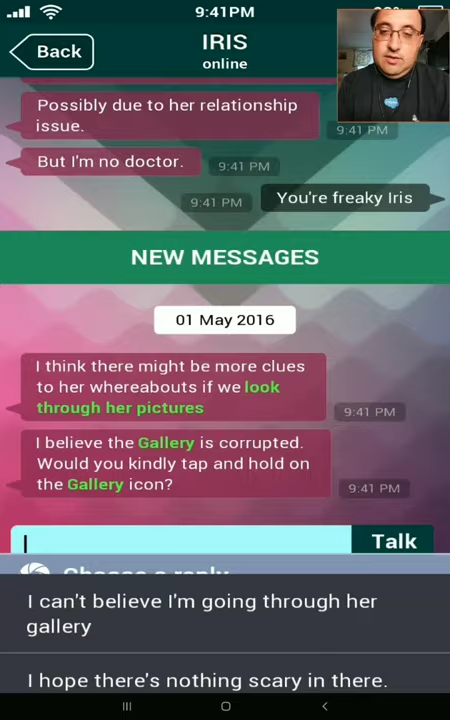 9:41PM
Back
IRIS
online
Possibly due to her relationship
issue.
9:41 PM
But I'm no doctor.
9:41 PM
9:41 PM
You're freaky Iris
NEW MESSAGES
01 May 2016
I think there might be more clues
to her whereabouts if we look
through her pictures
9:41 PM
I believe the Gallery is corrupted.
Would you kindly tap and hold on
the Gallery icon?
9:41 PM
Talk
Choose a reply
I can't believe I'm going through her
gallery
I hope there's nothing scary in there.